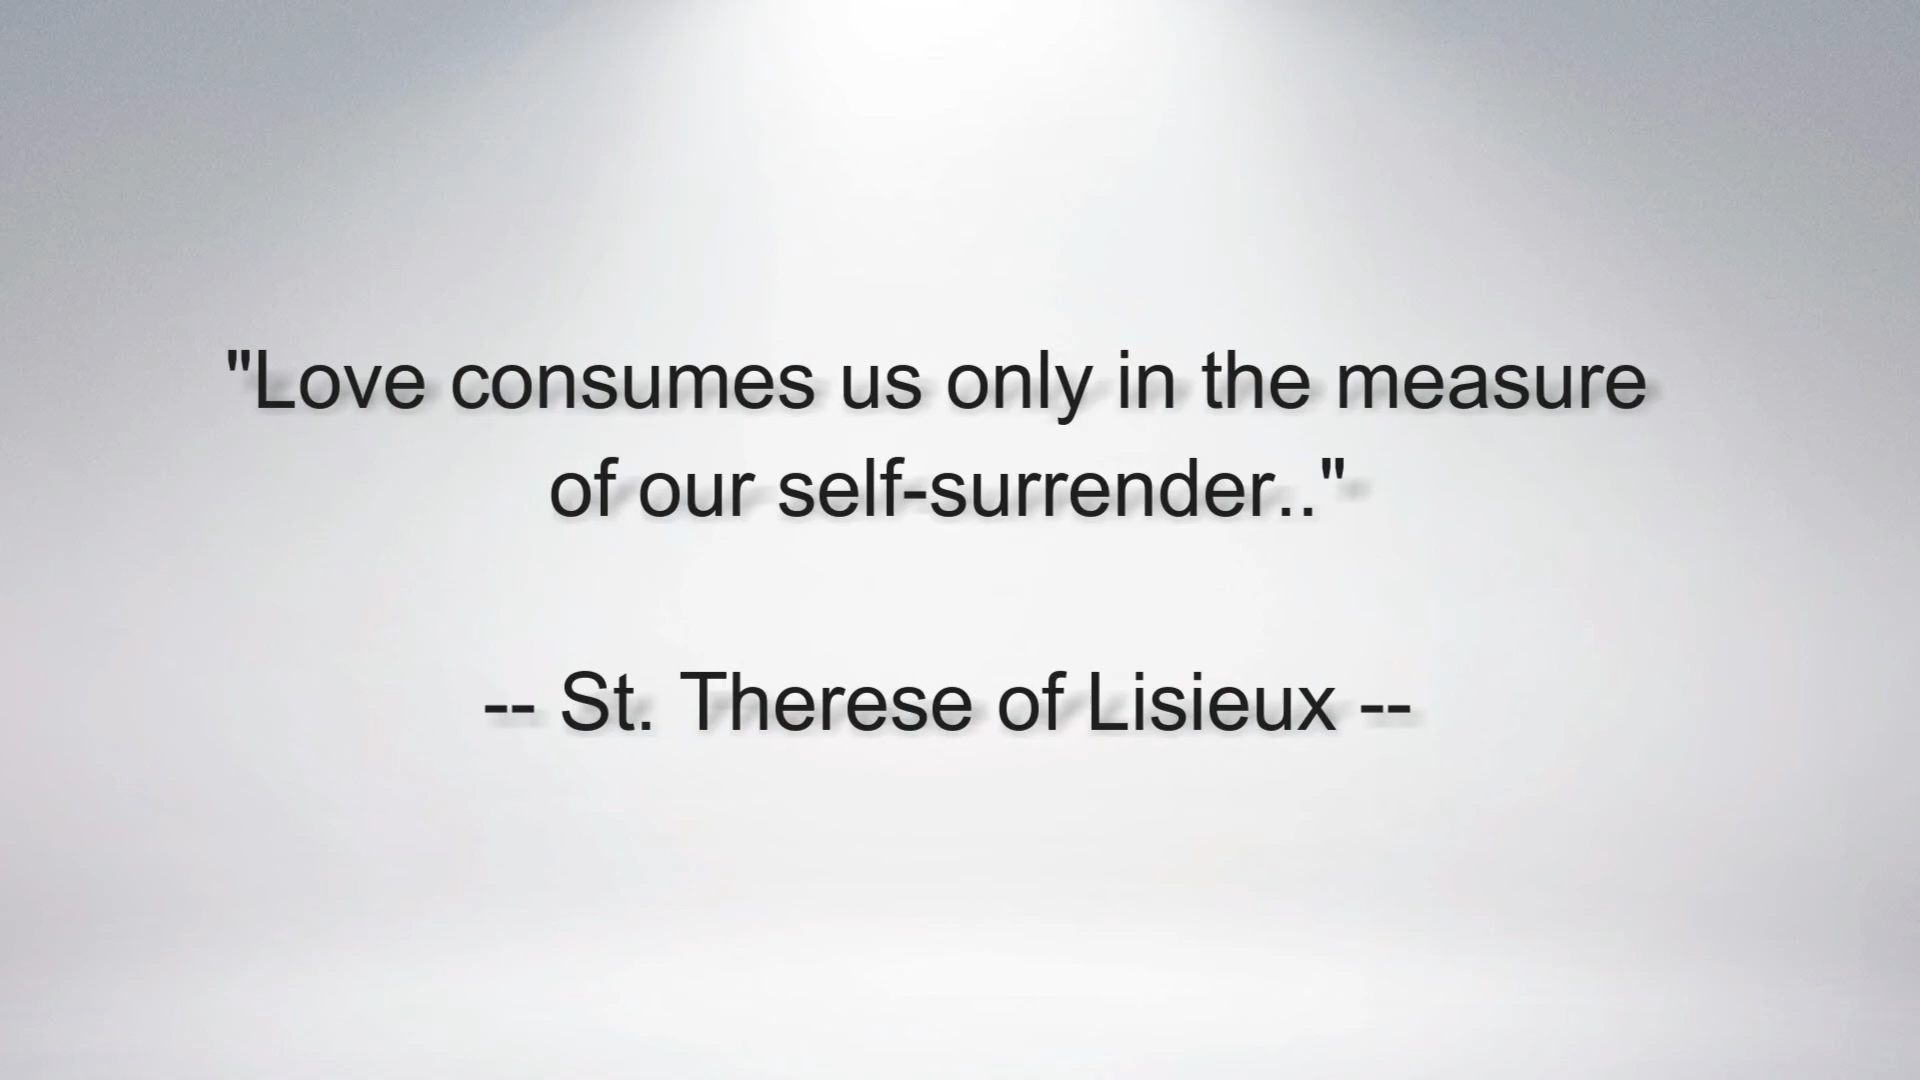 "Love consumes us only in the measure
of our self-surrender.."
-- St. Therese of Lisieux --